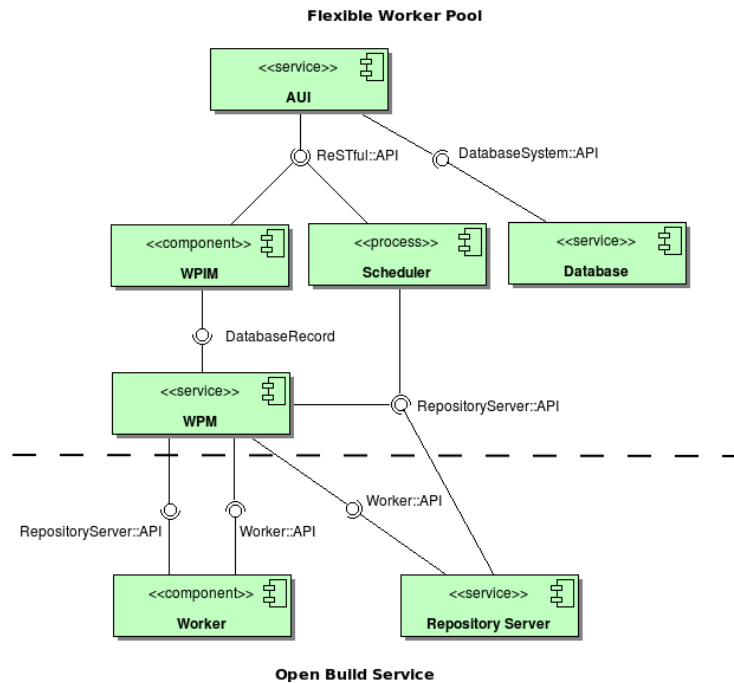 Flexible Worker Pool
<<service>>
AUI
ReSTful::API
DatabaseSystem::API
<<component>>
WPIM
<<process>>
Scheduler
<<service>>
Database
DatabaseRecord
<<service>>
WPM
RepositoryServer::API
Worker::API
RepositoryServer::API
Worker::API
<<component>>
Worker
<<service>>
Repository Server
Open Build Service